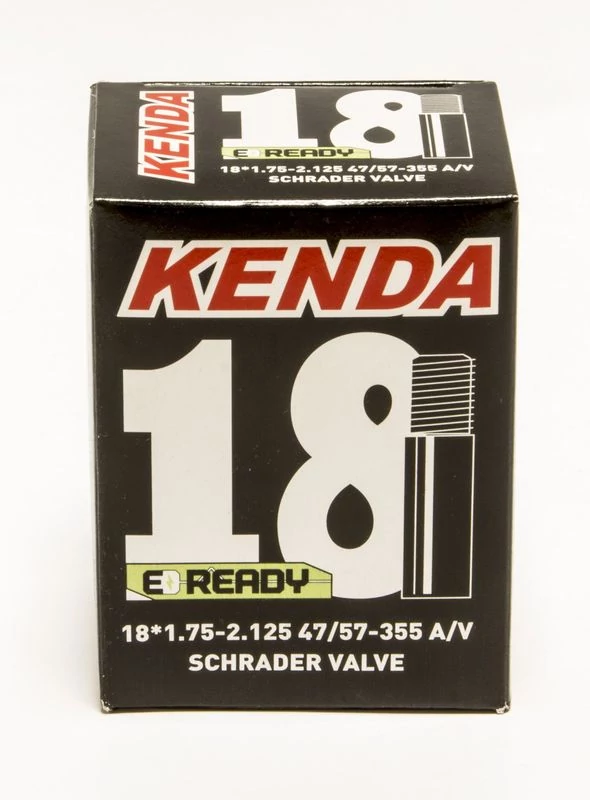 KENDA
18
E READY
18*1.75-2.125 47/57-355 A/V
SCHRADER VALVE
KENDA
18
E READY
18*1.75-2.125 47/57-355 A/V
SCHRADER VALVE